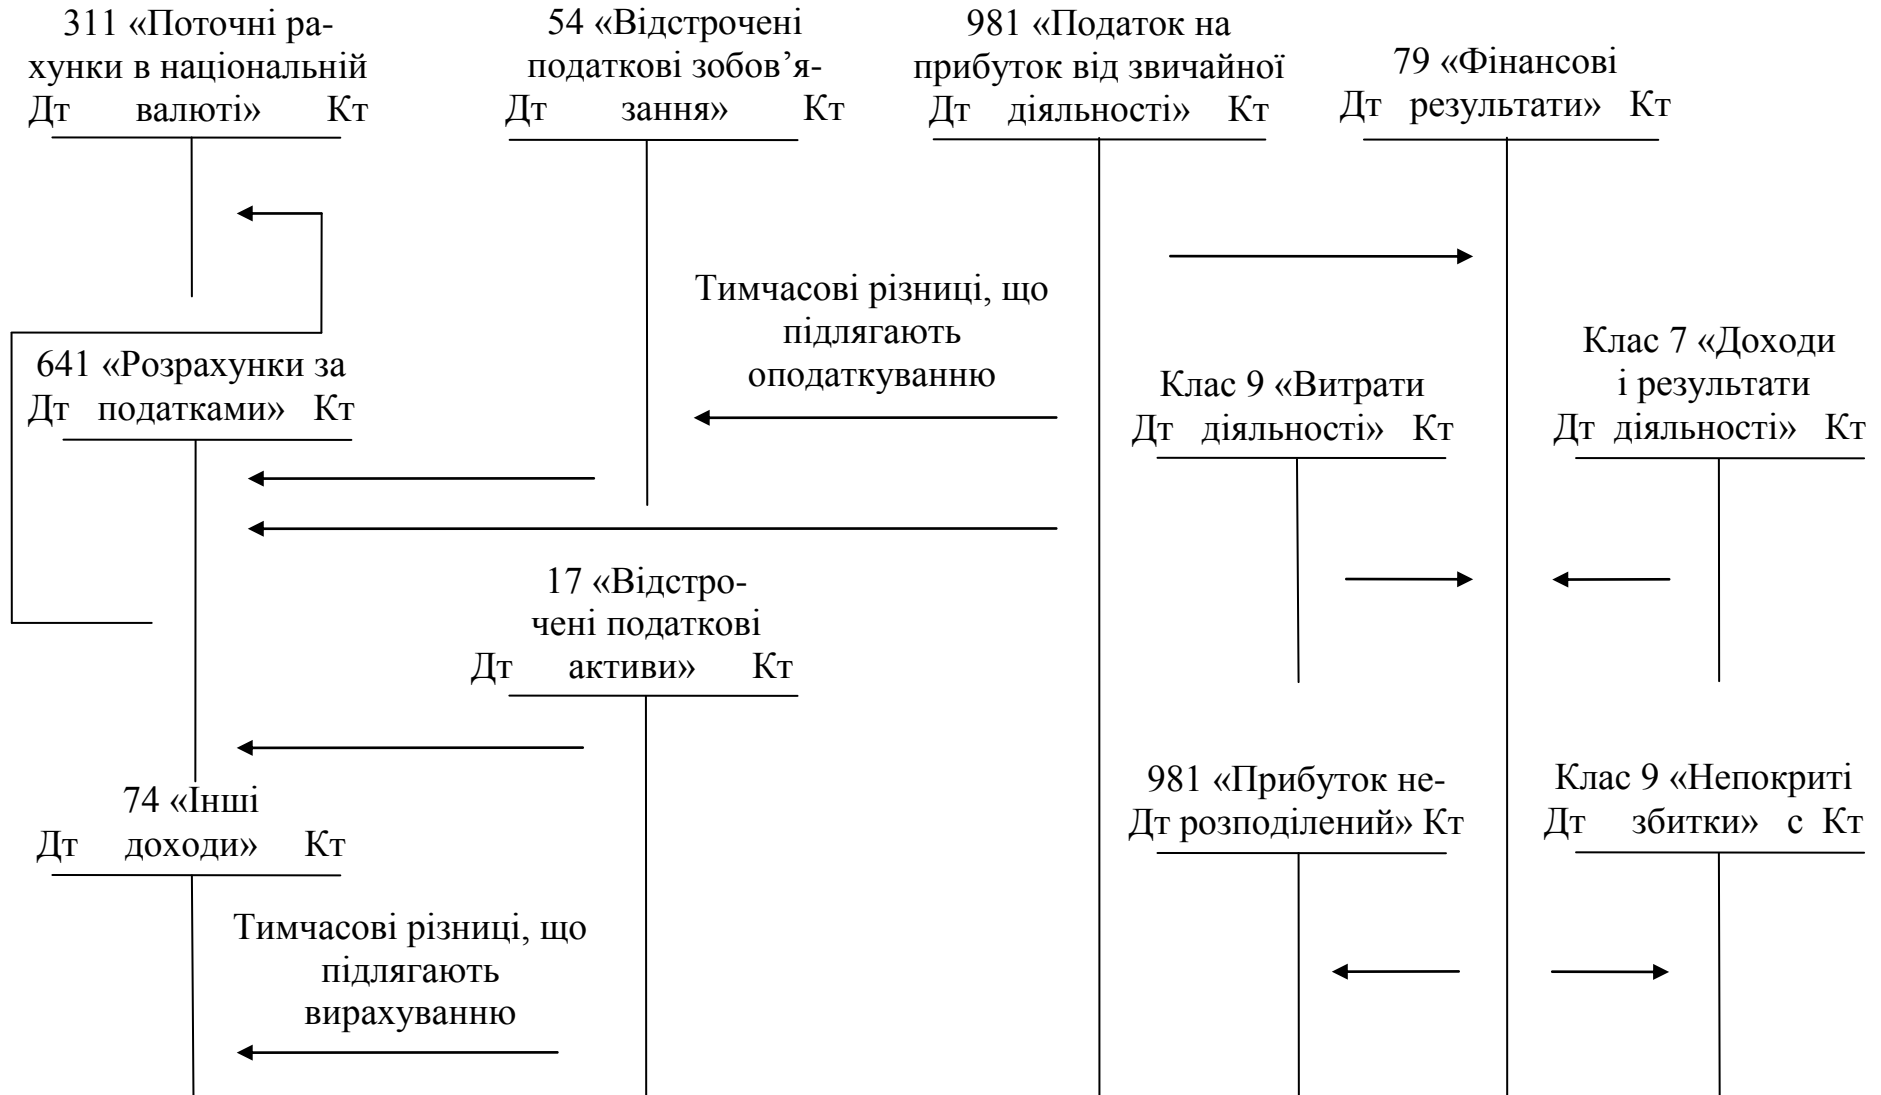 311 «Поточні ра-
хунки в національній
Дт валюті» Кт
54 «Відстрочені
податкові зобов’я-
Дт зання» Кт
981 «Податок на
прибуток від звичайної
Дт діяльності» Кт
79 «Фінансові
Дт результати» Кт
Тимчасові різниці, що
підлягають
оподаткуванню
641 «Розрахунки за
Дт податками» Кт
Клас 9 «Витрати
Дт діяльності» Кт
Клас 7 «Доходи
і результати
Дт діяльності» Кт
17 «Відстро-
чені податкові
Дт активи» Кт
74 «Інші
Дт доходи» Кт
981 «Прибуток не-
Дт розподілений» Кт
Клас 9 «Непокриті
Дт збитки» с Кт
Тимчасові різниці, що
підлягають
вирахуванню